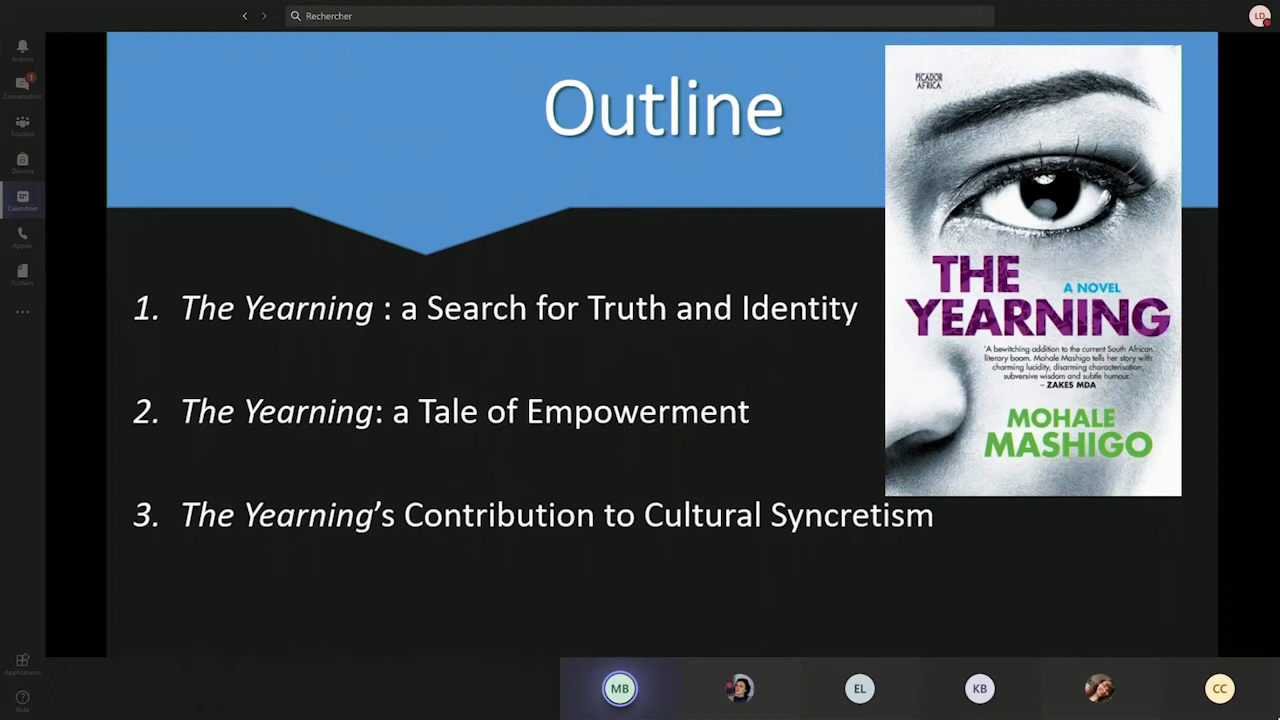 Rechercher
LD
Activité
1
Conversation
Équipes
Devoirs
Calendrier
Appels
Fichiers
Outline
PICADOR
AFRICA
THE
A NOVEL
YEARNING
'A bewitching addition to the current South African
literary boom. Mohale Mashigo tells her story with
charming lucidity, disarming characterisation,
subversive wisdom and subtle humour.'
– ZAKES MDA
MOHALE
MASHIGO
1. The Yearning : a Search for Truth and Identity
2. The Yearning: a Tale of Empowerment
3. The Yearning’s Contribution to Cultural Syncretism
Applications
Aide
MB
EL
KB
CC